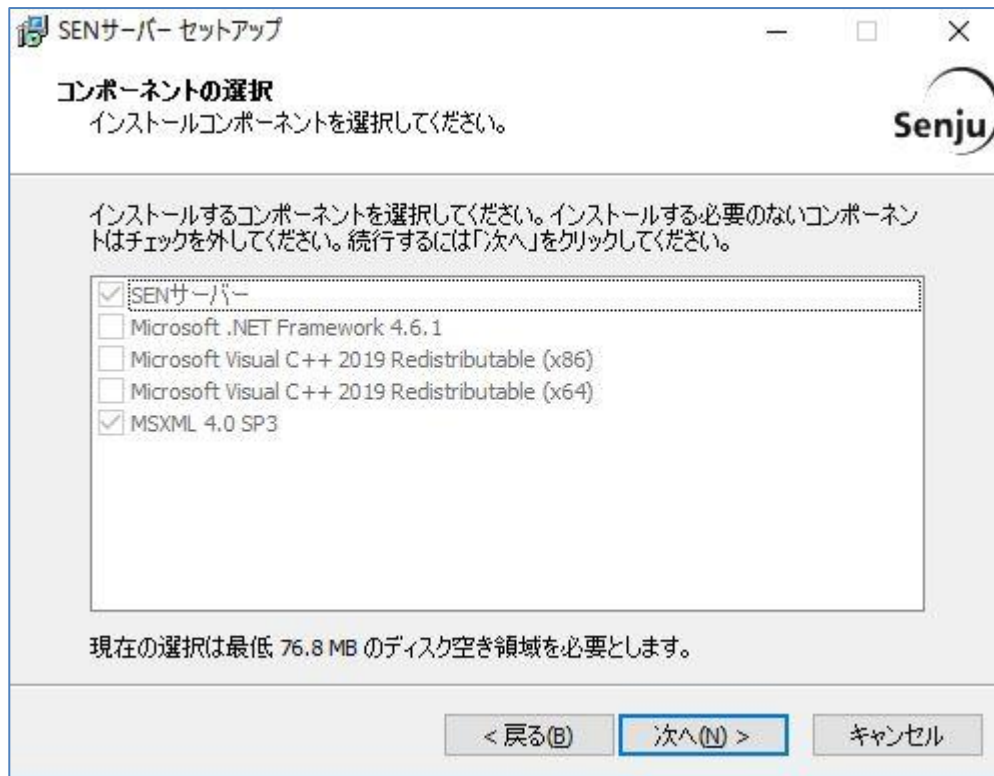 SENサーバー セットアップ
コンポーネントの選択
インストールコンポーネントを選択してください。
Senju
インストールするコンポーネントを選択してください。インストールする必要のないコンポーネン
トはチェックを外してください。続行するには「次へ」をクリックしてください。
SENサーバー
Microsoft .NET Framework 4.6.1
Microsoft Visual C++ 2019 Redistributable (x86)
Microsoft Visual C++ 2019 Redistributable (x64)
MSXML 4.0 SP3
現在の選択は最低 76.8 MB のディスク空き領域を必要とします。
< 戻る(B)
次へ(N) >
キャンセル